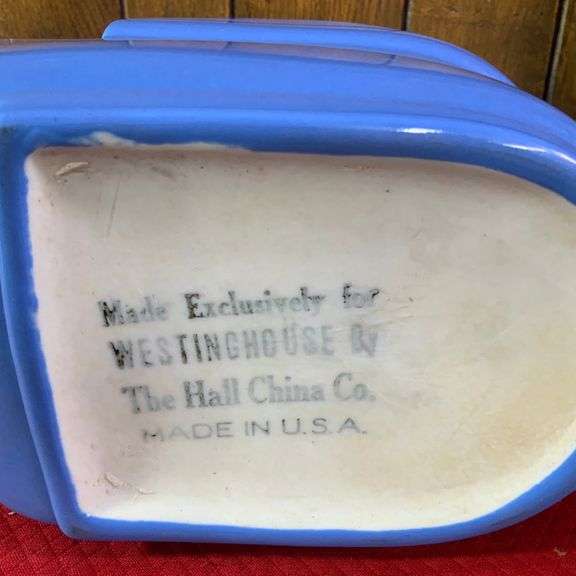 Made Exclusively for
WESTINGHOUSE By
The Hall China Co.
MADE IN U.S.A.